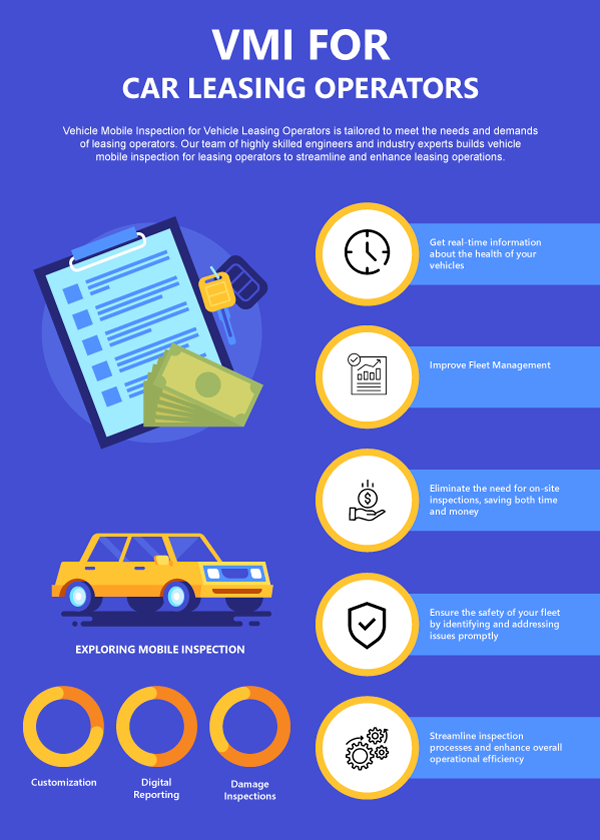 VMI FOR
CAR LEASING OPERATORS
Vehicle Mobile Inspection for Vehicle Leasing Operators is tailored to meet the needs and demands
of leasing operators. Our team of highly skilled engineers and industry experts builds vehicle
mobile inspection for leasing operators to streamline and enhance leasing operations.
Get real-time information
about the health of your
vehicles
Improve Fleet Management
$
Eliminate the need for on-site
inspections, saving both time
and money
Ensure the safety of your fleet
by identifying and addressing
issues promptly
Streamline inspection
processes and enhance overall
operational efficiency
EXPLORING MOBILE INSPECTION
Customization
Digital
Reporting
Damage
Inspections